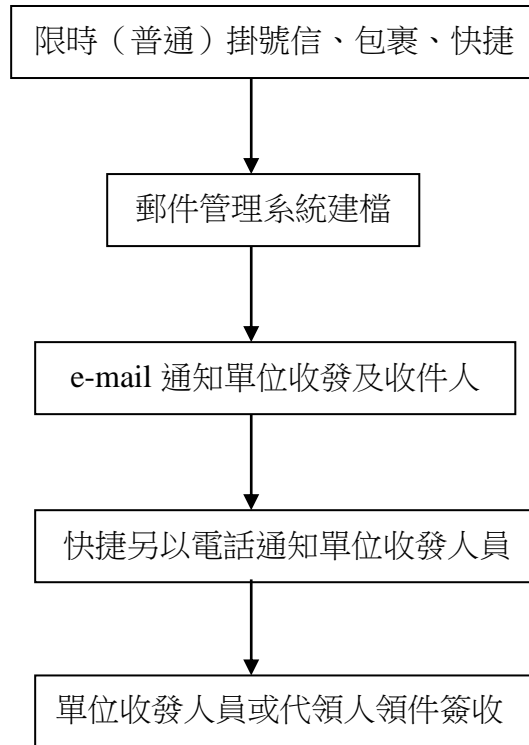 限時（普通）掛號信、包裹、快捷
郵件管理系統建檔
e-mail 通知單位收發及收件人
快捷另以電話通知單位收發人員
單位收發人員或代領人領件簽收